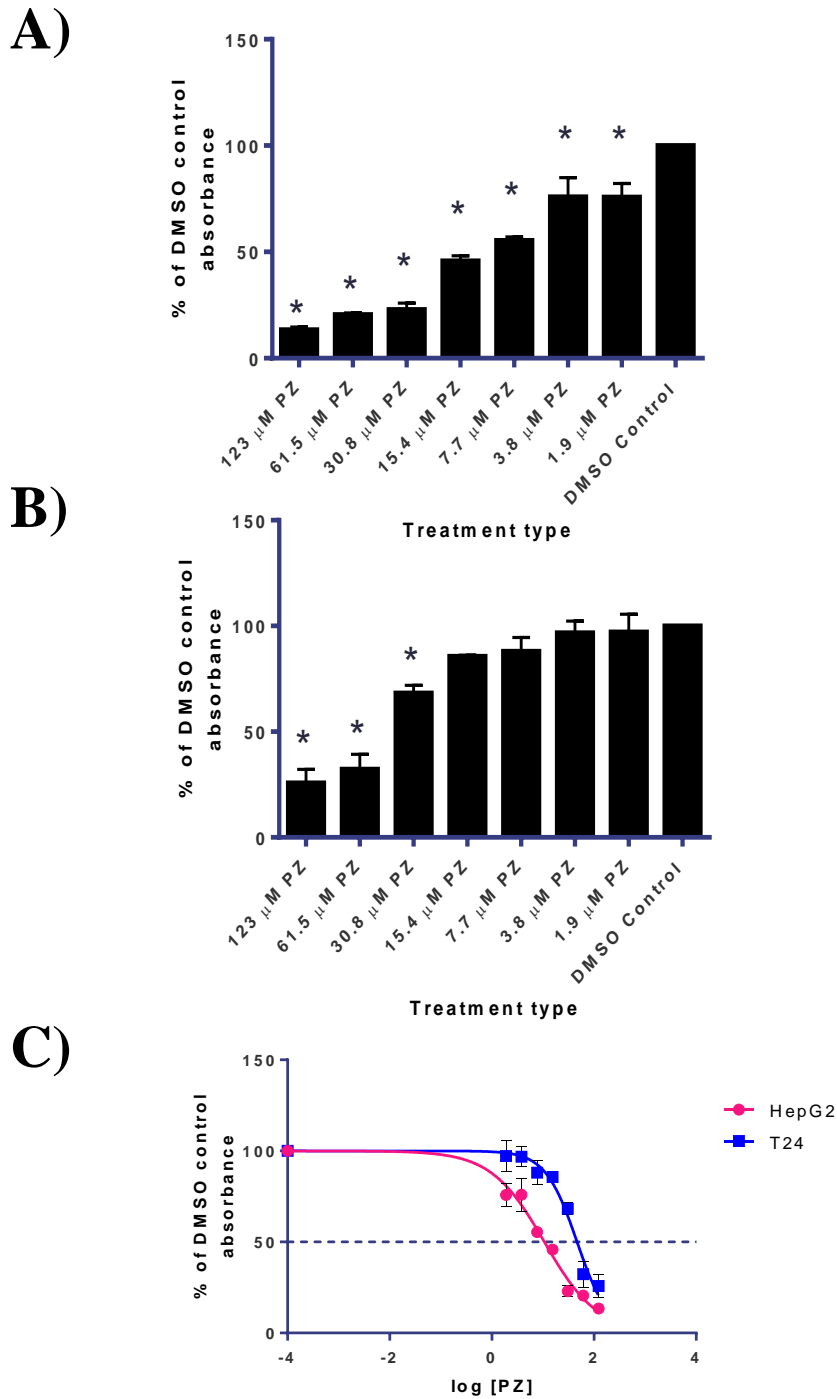 A)
% of DMSO control
absorbance
150
100
50
0
*
*
*
*
*
*
*
123 μM PZ
61.5 μM PZ
30.8 μM PZ
15.4 μM PZ
7.7 μM PZ
3.8 μM PZ
1.9 μM PZ
DMSO Control
Treatment type
B)
% of DMSO control
absorbance
150
100
50
0
*
*
*
123 μM PZ
61.5 μM PZ
30.8 μM PZ
15.4 μM PZ
7.7 μM PZ
3.8 μM PZ
1.9 μM PZ
DMSO Control
Treatment type
C)
% of DMSO control
absorbance
150
100
50
0
-4
-2
0
2
4
log [PZ]
HepG2
T24